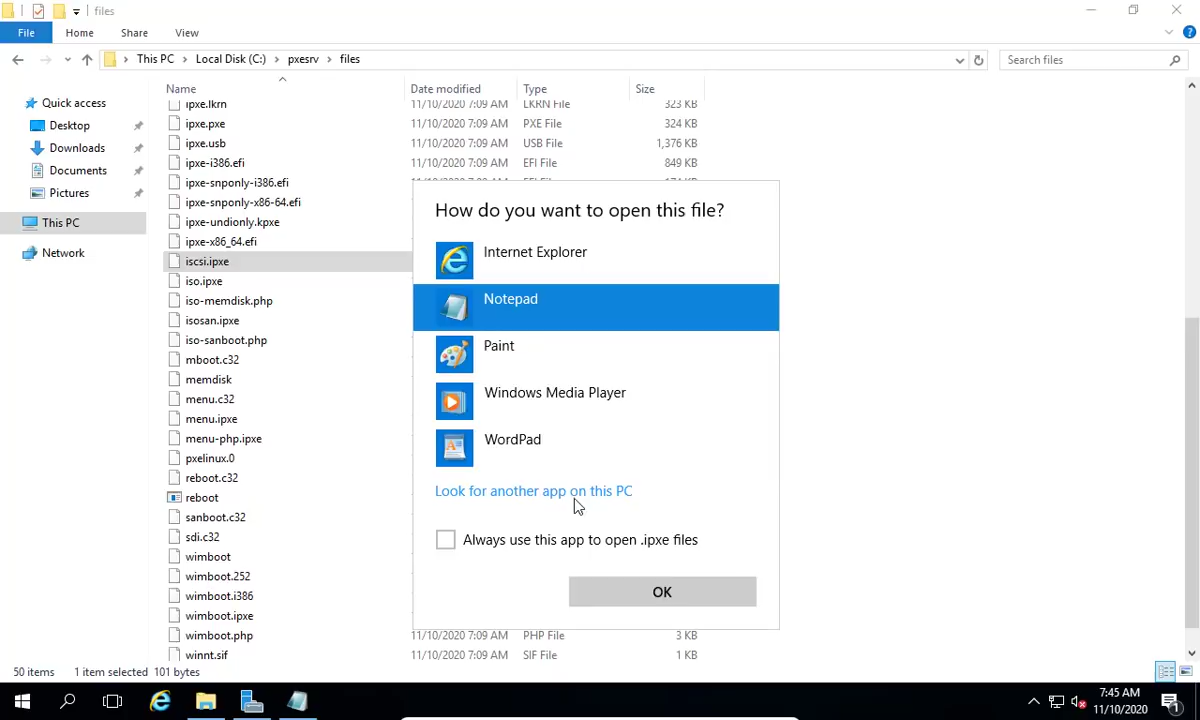 files
File Home Share View
This PC Local Disk (C:) pxesrv files Search files
Name Date modified Type Size
ipxe.lkrn 11/10/2020 7:09 AM LKRN File 323 KB
ipxe.pxe 11/10/2020 7:09 AM PXE File 324 KB
ipxe.usb 11/10/2020 7:09 AM USB File 1,376 KB
ipxe-i386.efi 11/10/2020 7:09 AM EFI File 849 KB
ipxe-snponly-i386.efi
ipxe-snponly-x86-64.efi
ipxe-undionly.kpxe
ipxe-x86_64.efi
iscsi.ipxe
iso.ipxe
iso-memdisk.php
isosan.ipxe
iso-sanboot.php
mboot.c32
memdisk
menu.c32
menu.ipxe
menu-php.ipxe
pxelinux.0
reboot.c32
reboot
sanboot.c32
sdi.c32
wimboot
wimboot.252
wimboot.i386
wimboot.ipxe
wimboot.php 11/10/2020 7:09 AM PHP File 3 KB
winnt.sif 11/10/2020 7:09 AM SIF File 1 KB
Quick access
Desktop
Downloads
Documents
Pictures
This PC
Network
How do you want to open this file?
Internet Explorer
Notepad
Paint
Windows Media Player
WordPad
Look for another app on this PC
Always use this app to open .ipxe files
OK
50 items 1 item selected 101 bytes
7:45 AM
11/10/2020
1